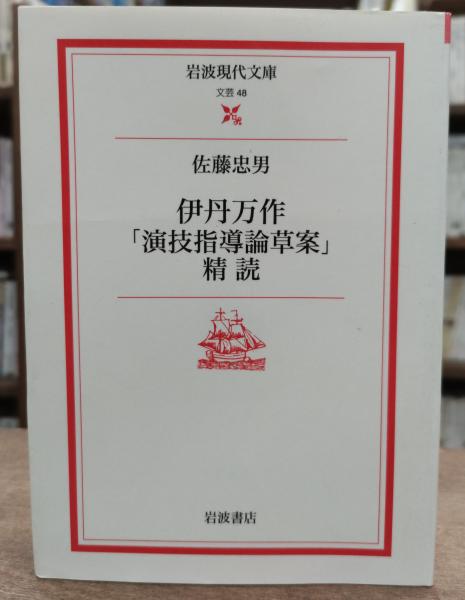 岩波現代文庫
文芸 48
佐藤忠男
伊丹万作
「演技指導論草案」
精読
岩波書店